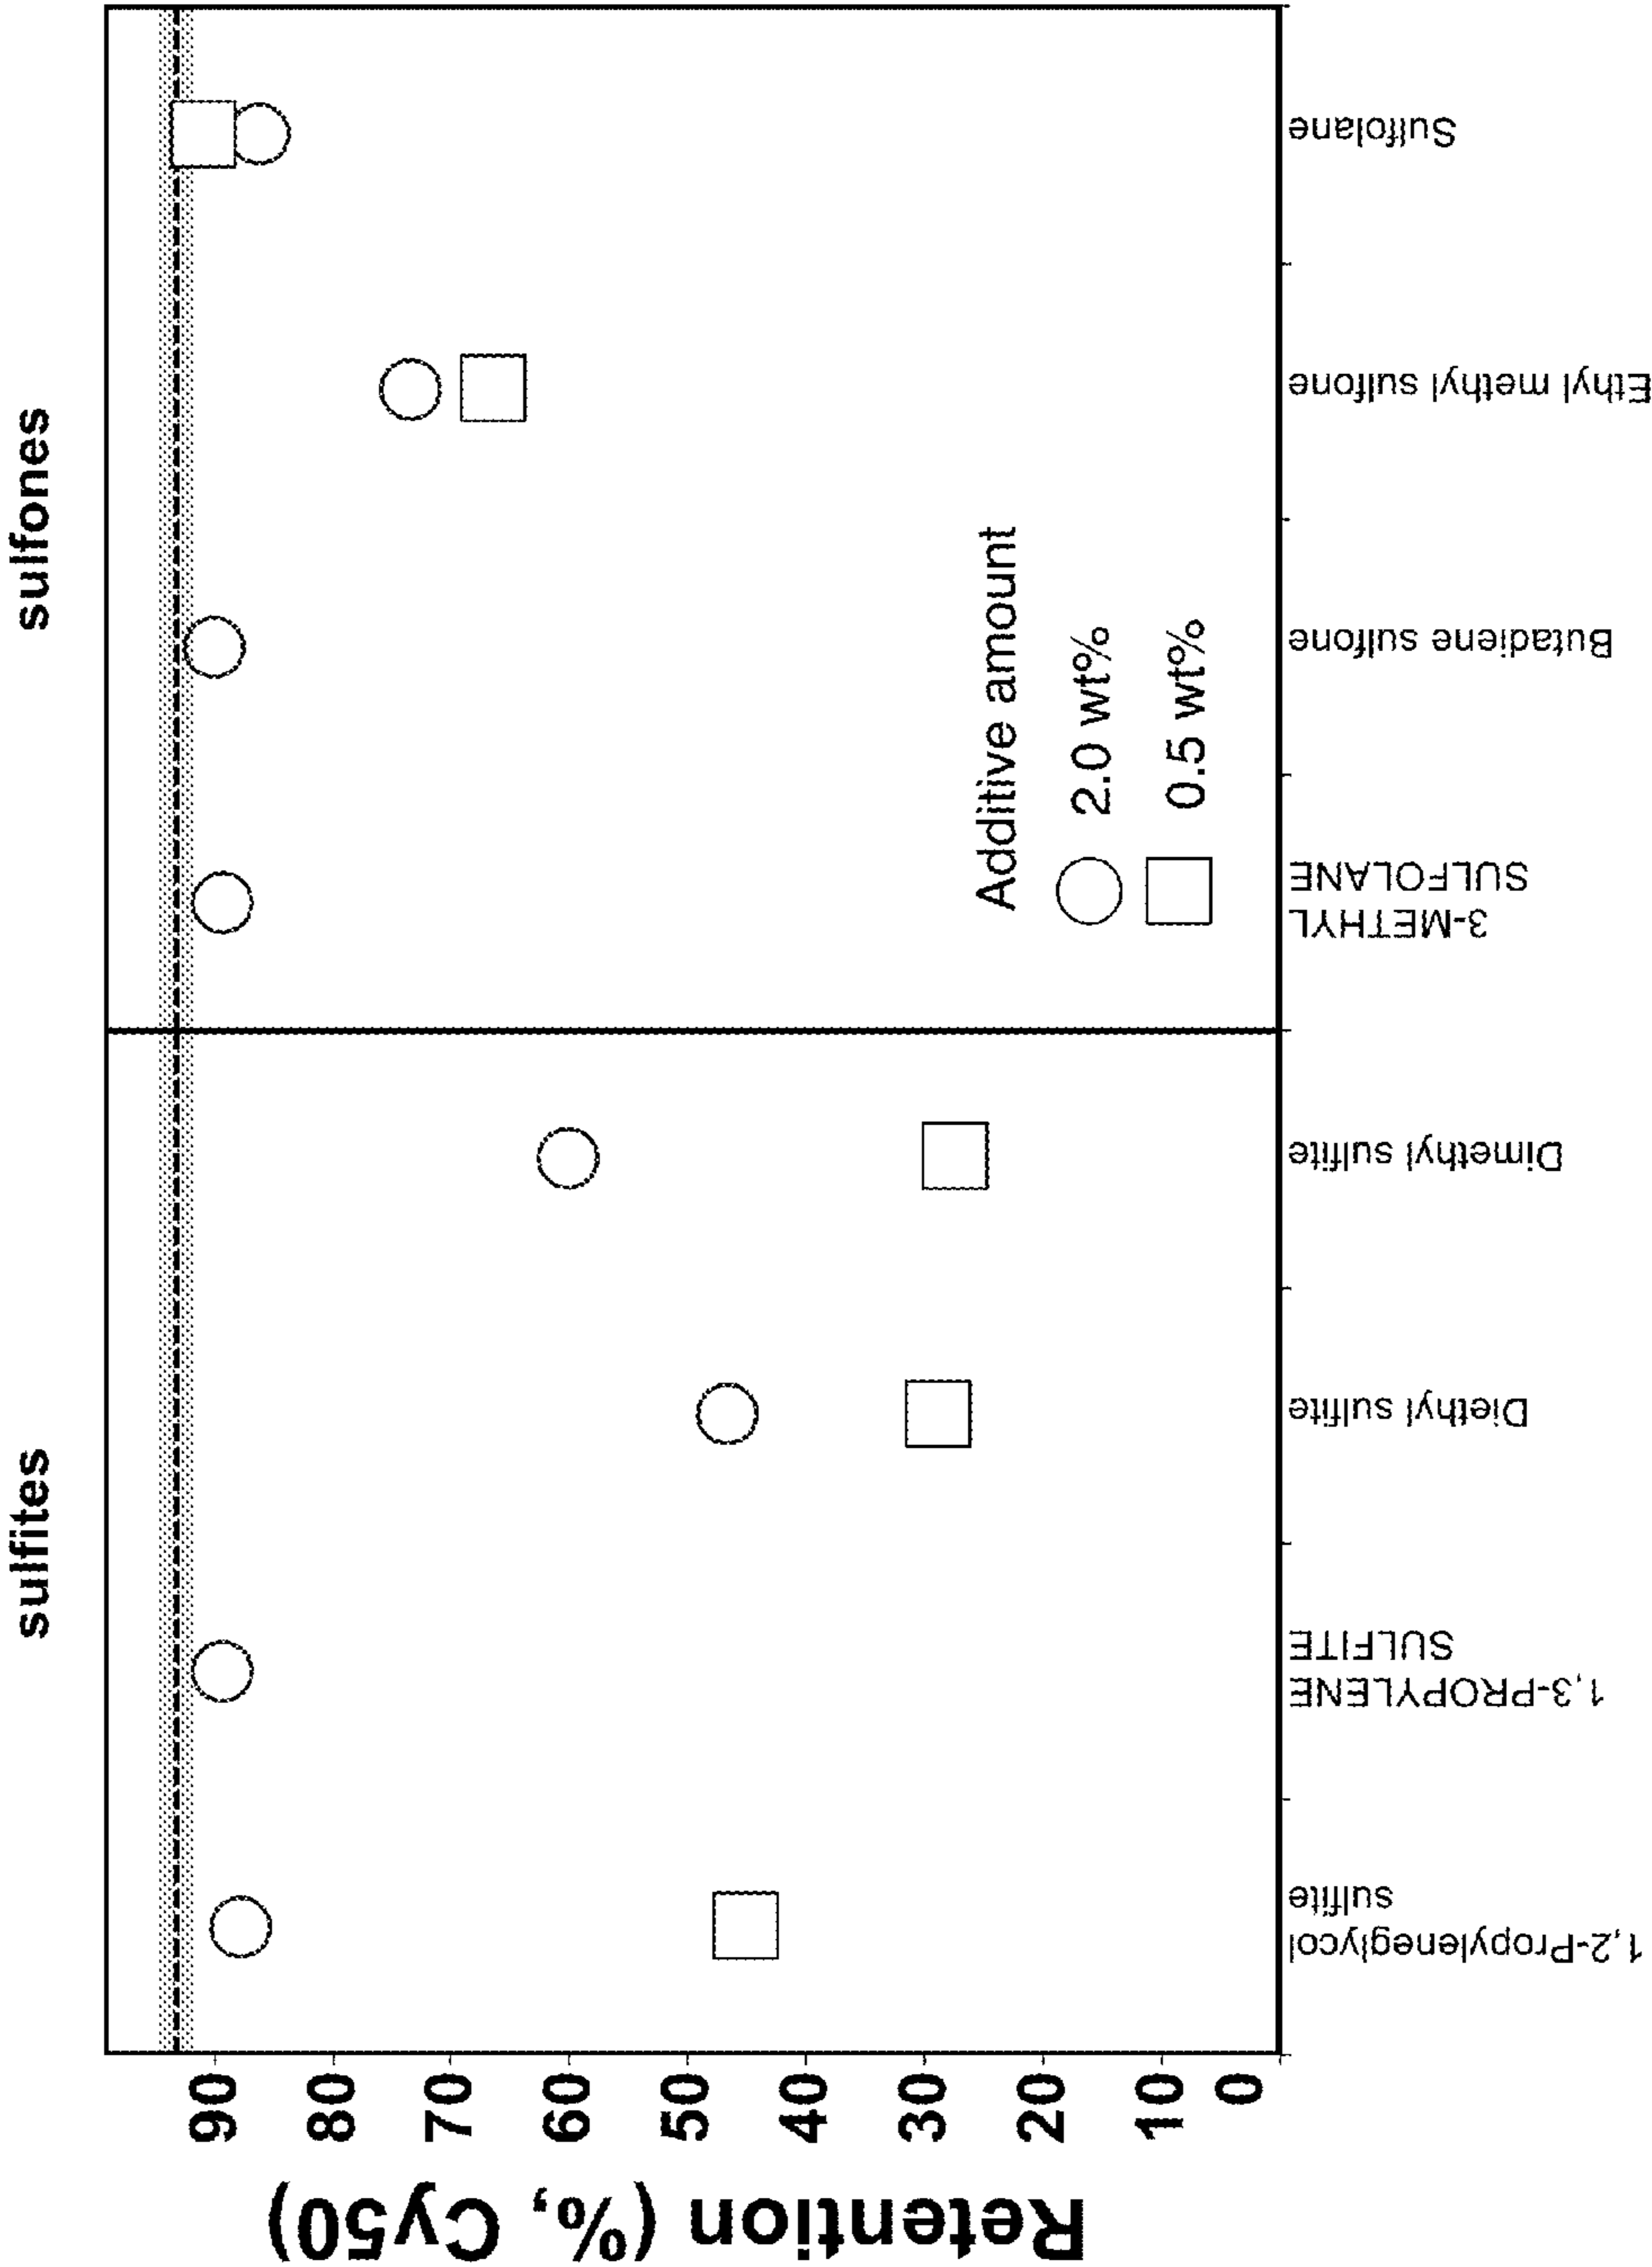 sulfites
sulfones
Retention (%, Cy50)
90
80
70
60
50
40
30
20
10
0
Additive amount
2.0 wt%
0.5 wt%
1,2-Propyleneglycol
sulfite
1,3-PROPYLENE
SULFITE
Diethyl sulfite
Dimethyl sulfite
3-METHYL
SULFOLANE
Butadiene sulfone
Ethyl methyl sulfone
Sulfolane